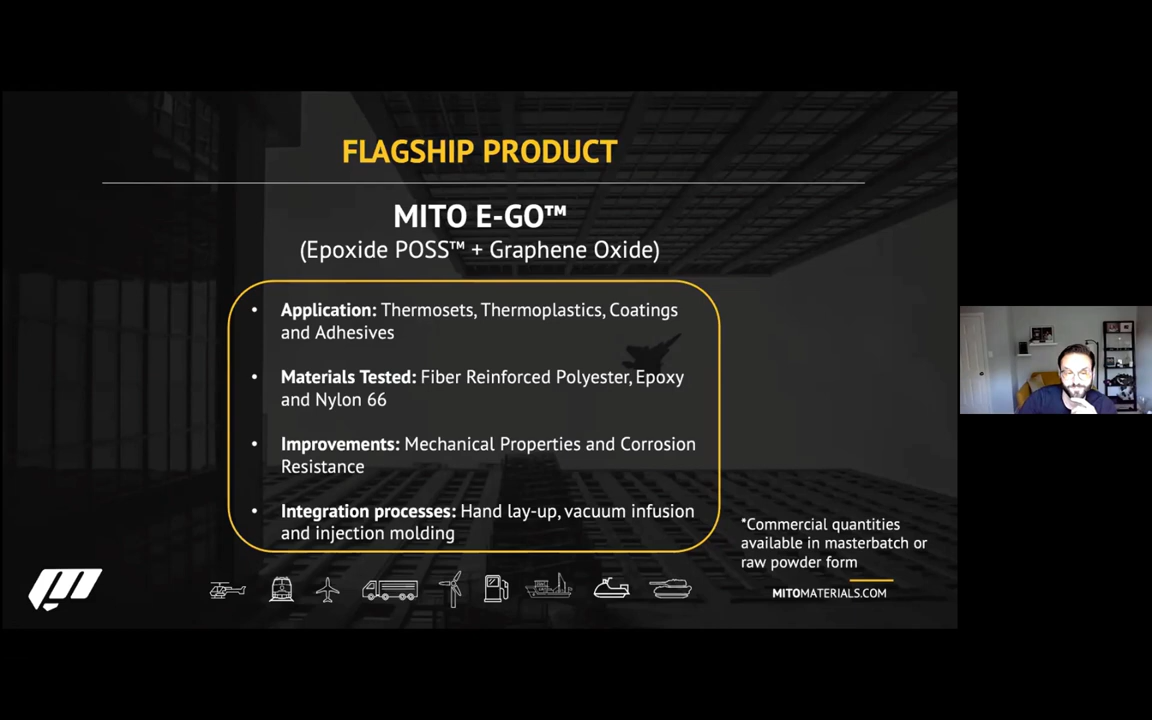 FLAGSHIP PRODUCT
MITO E-GO™
(Epoxide POSS™ + Graphene Oxide)
• Application: Thermosets, Thermoplastics, Coatings
and Adhesives
• Materials Tested: Fiber Reinforced Polyester, Epoxy
and Nylon 66
• Improvements: Mechanical Properties and Corrosion
Resistance
• Integration processes: Hand lay-up, vacuum infusion
and injection molding
*Commercial quantities
available in masterbatch or
raw powder form
MITOMATERIALS.COM